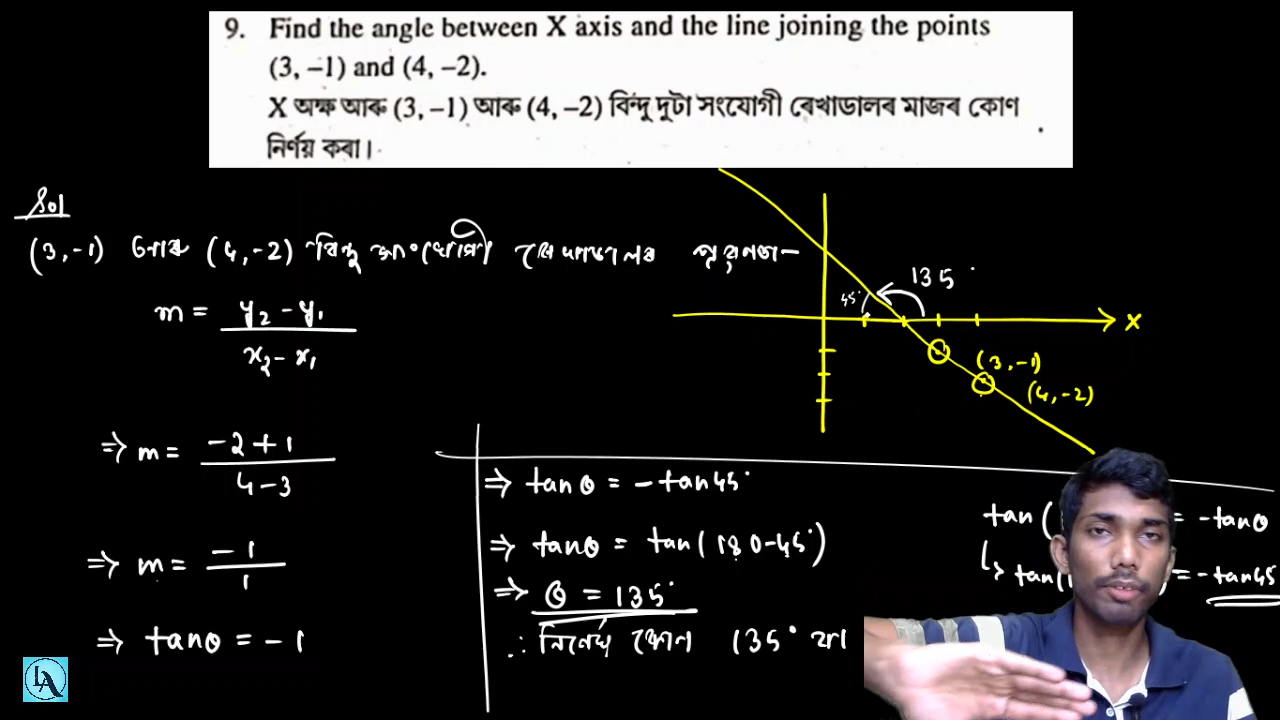 9. Find the angle between X axis and the line joining the points
(3, –1) and (4, –2).
X অক্ষ আৰু (3, –1) আৰু (4, –2) বিন্দু দুটা সংযোগী ৰেখাডালৰ মাজৰ কোণ
নিৰ্ণয় কৰা।
Sol
(3,-1) আৰু (4,-2) বিন্দু
m = y₂ - y₁ / x₂ - x₁
⇒ m = -2+1 / 4-3
⇒ m = -1 / 1
⇒ tanθ = -1
⇒ tanθ = -tan45°
⇒ tanθ = tan(180-45°)
⇒ θ = 135°
∴ নিৰ্ণেয় কোণ 135° বা
45°
135°
X
(3,-1)
(4,-2)
tan ( = -tanθ
↳ tan( = -tan45
LA